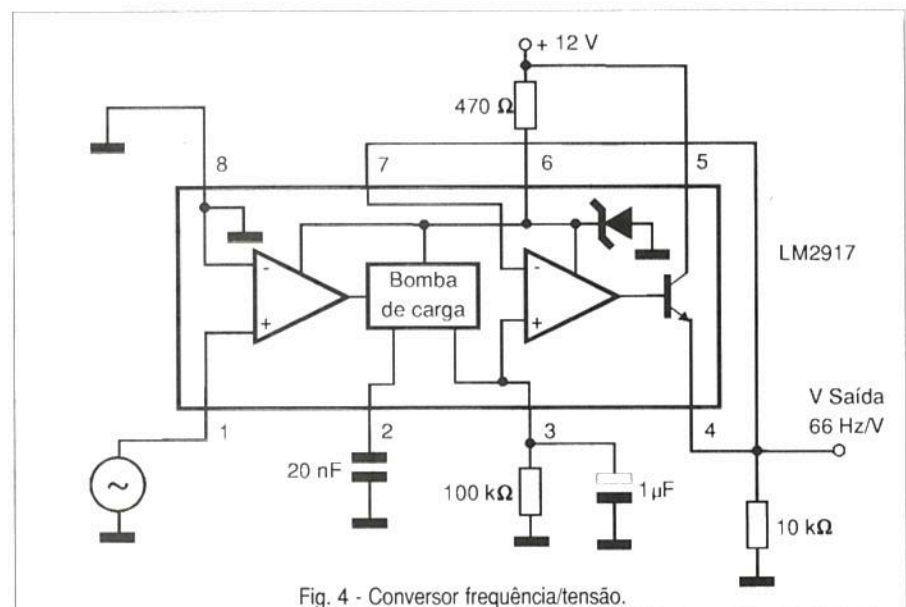 + 12 V
470 Ω
8
7
6
5
LM2917
-
+
Bomba
de carga
-
+
V Saída
66 Hz/V
1
2
3
4
~
20 nF
100 kΩ
1 µF
10 kΩ
Fig. 4 - Conversor frequência/tensão.